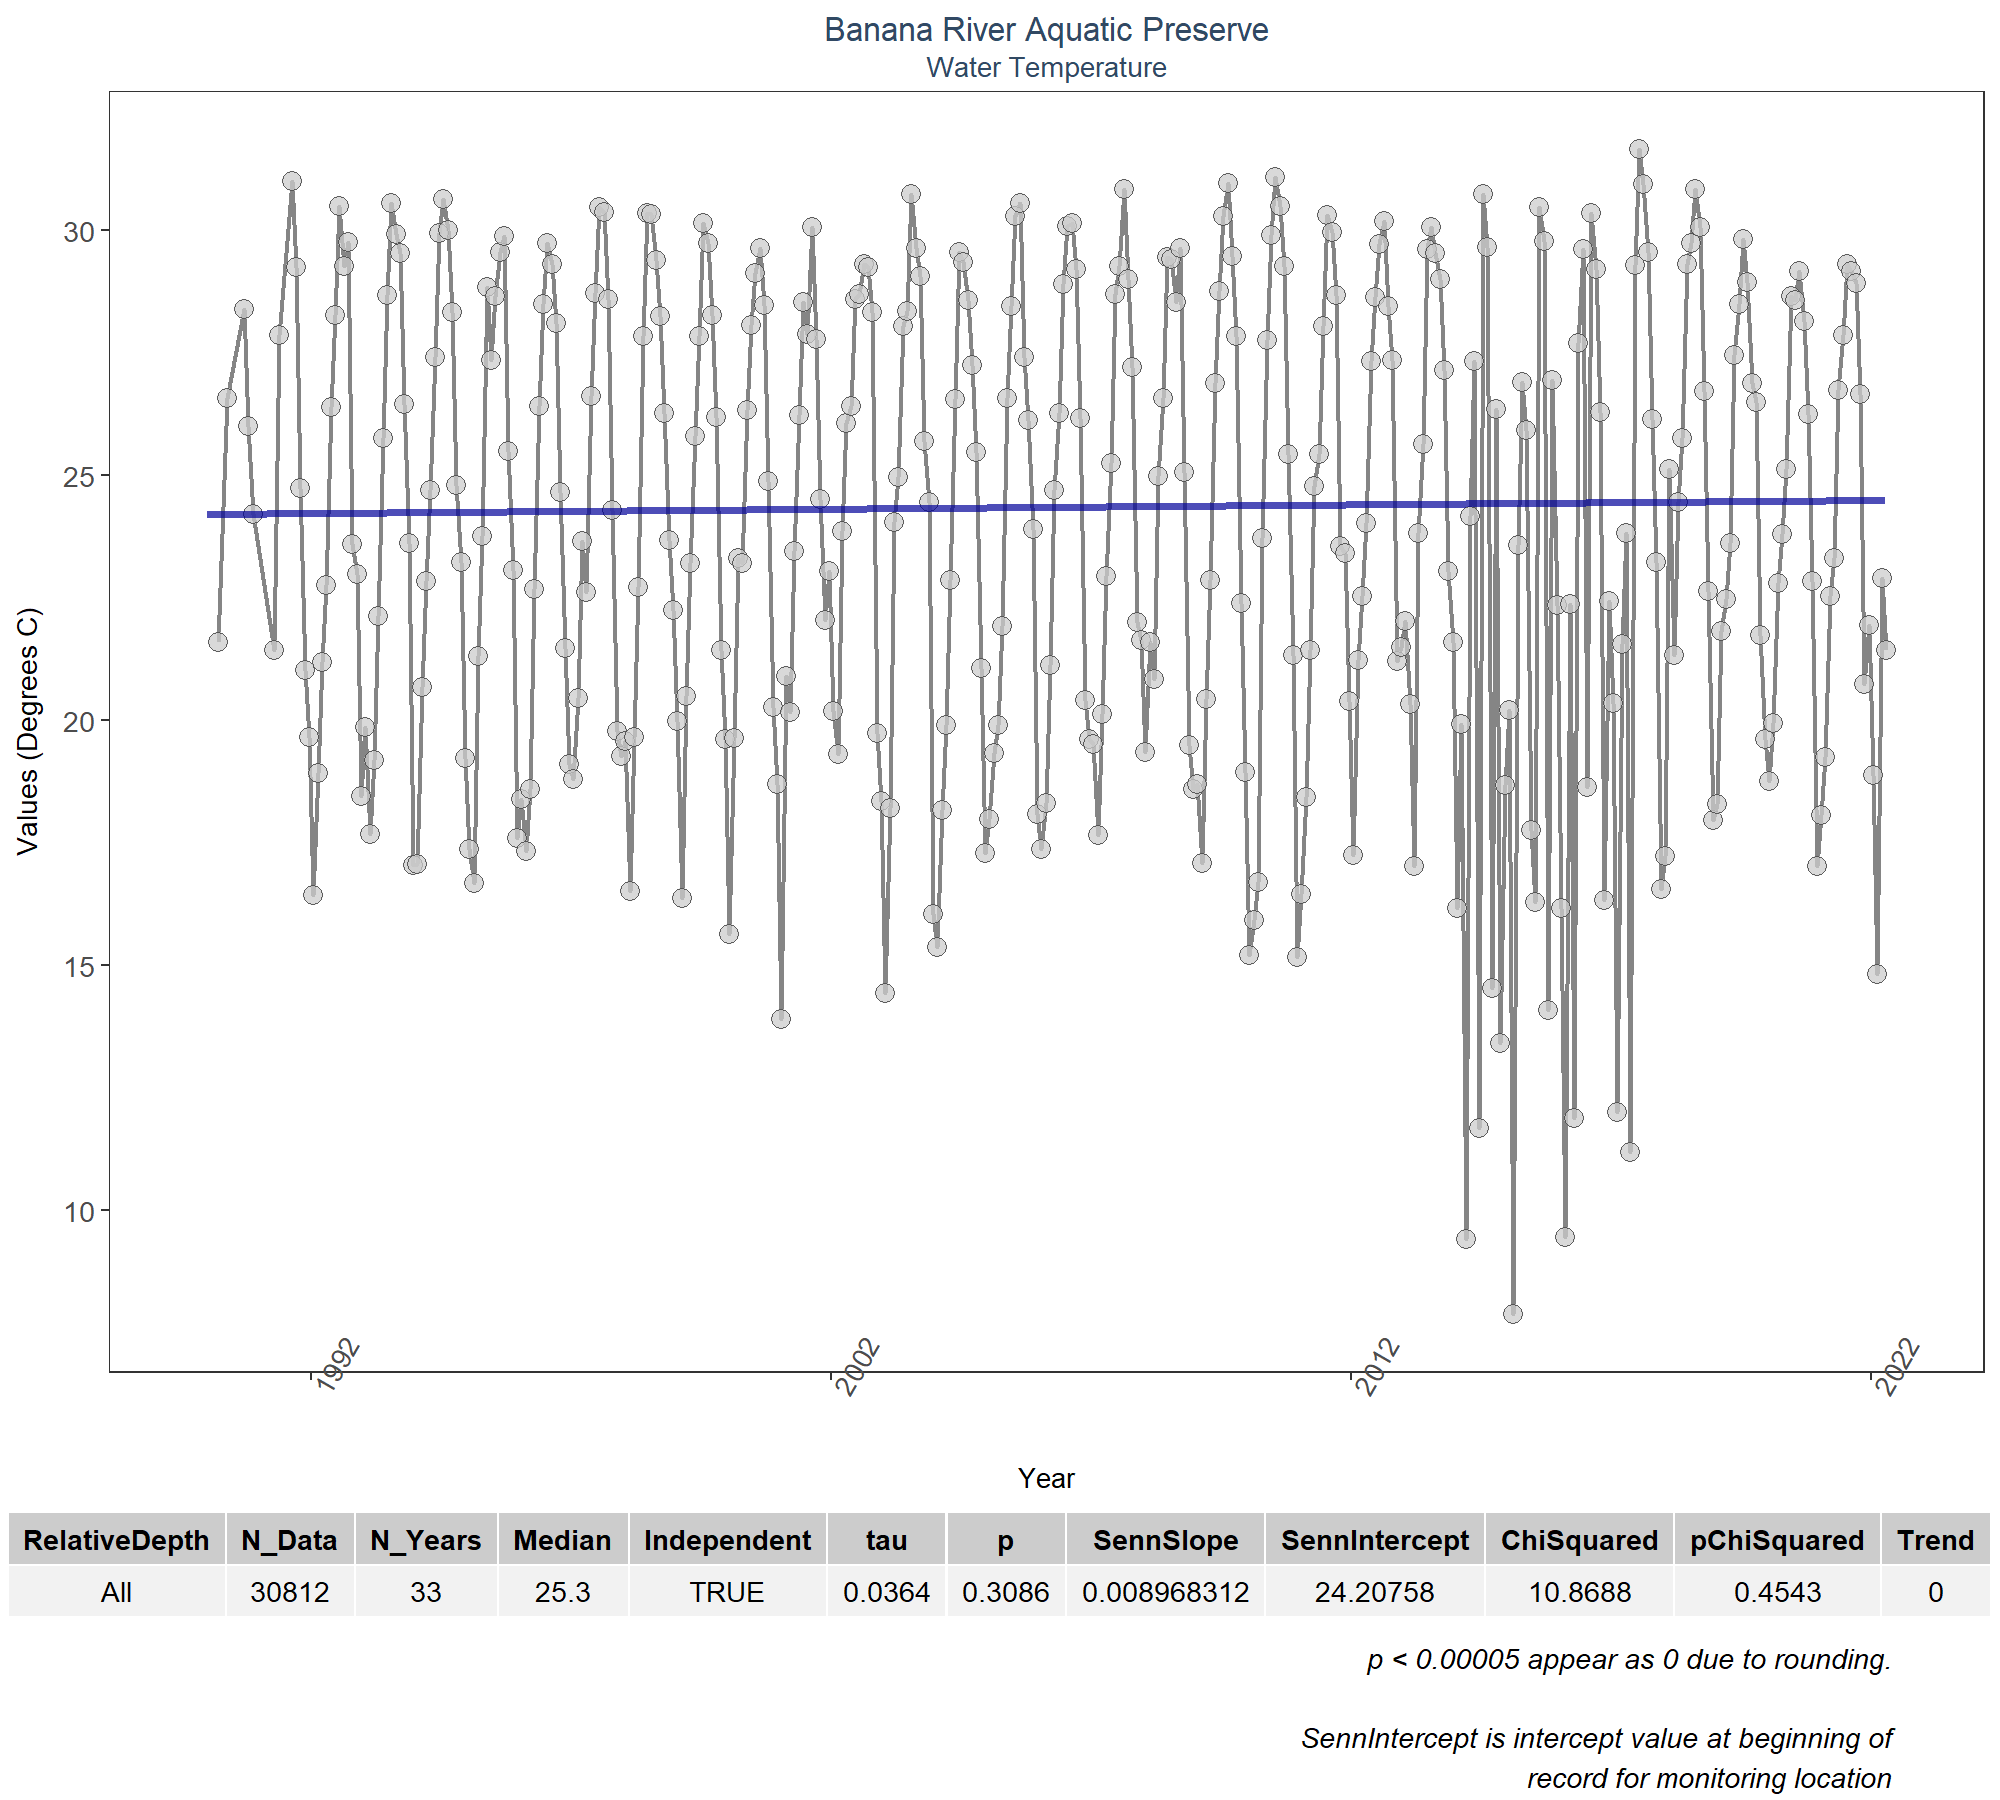 Banana River Aquatic Preserve
Water Temperature
Values (Degrees C)
30
25
20
15
10
1992
2002
2012
2022
Year
RelativeDepth N_Data N_Years Median Independent tau p SennSlope SennIntercept ChiSquared pChiSquared Trend
All 30812 33 25.3 TRUE 0.0364 0.3086 0.008968312 24.20758 10.8688 0.4543 0
p < 0.00005 appear as 0 due to rounding.
SennIntercept is intercept value at beginning of
record for monitoring location